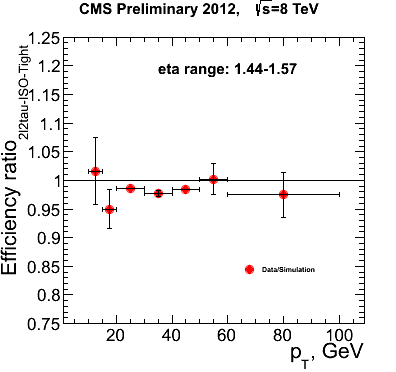 CMS Preliminary 2012, √s=8 TeV
eta range: 1.44-1.57
Efficiency ratio 2l2tau-ISO-Tight
1.25
1.2
1.15
1.1
1.05
1
0.95
0.9
0.85
0.8
0.75
Data/Simulation
20 40 60 80 100
pT, GeV